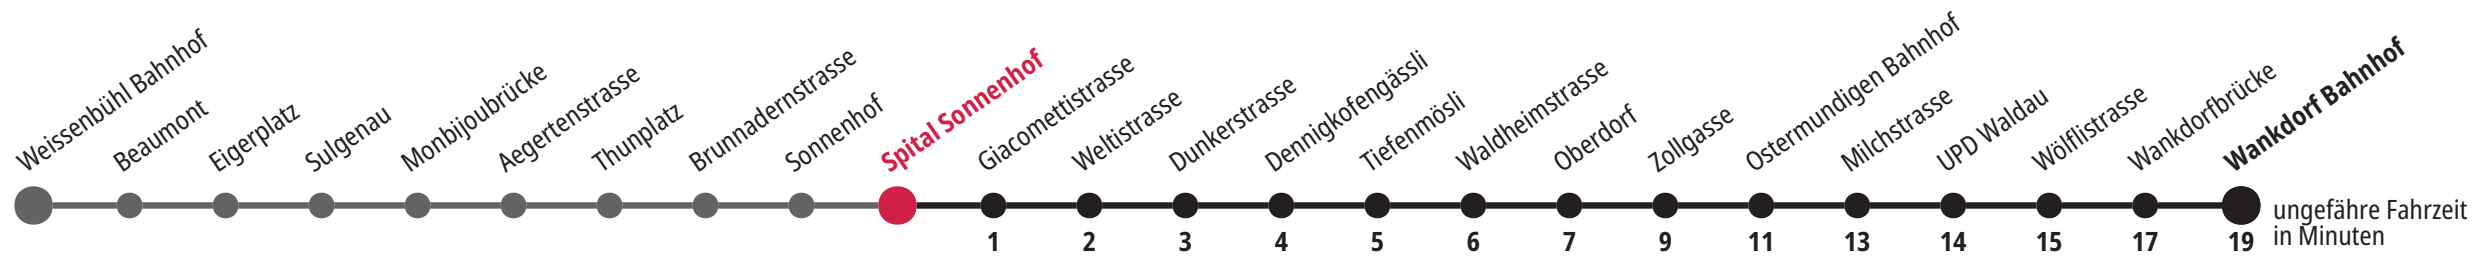 Weissenbühl Bahnhof
Beaumont
Eigerplatz
Sulgenau
Monbijoubrücke
Aegertenstrasse
Thunplatz
Brunnadernstrasse
Sonnenhof
Spital Sonnenhof
Giacomettistrasse
Weltistrasse
Dunkerstrasse
Dennigkofengässli
Tiefenmösli
Waldheimstrasse
Oberdorf
Zollgasse
Ostermundigen Bahnhof
Milchstrasse
UPD Waldau
Wölflistrasse
Wankdorfbrücke
Wankdorf Bahnhof
1 2 3 4 5 6 7 9 11 13 14 15 17 19
ungefähre Fahrzeit
in Minuten